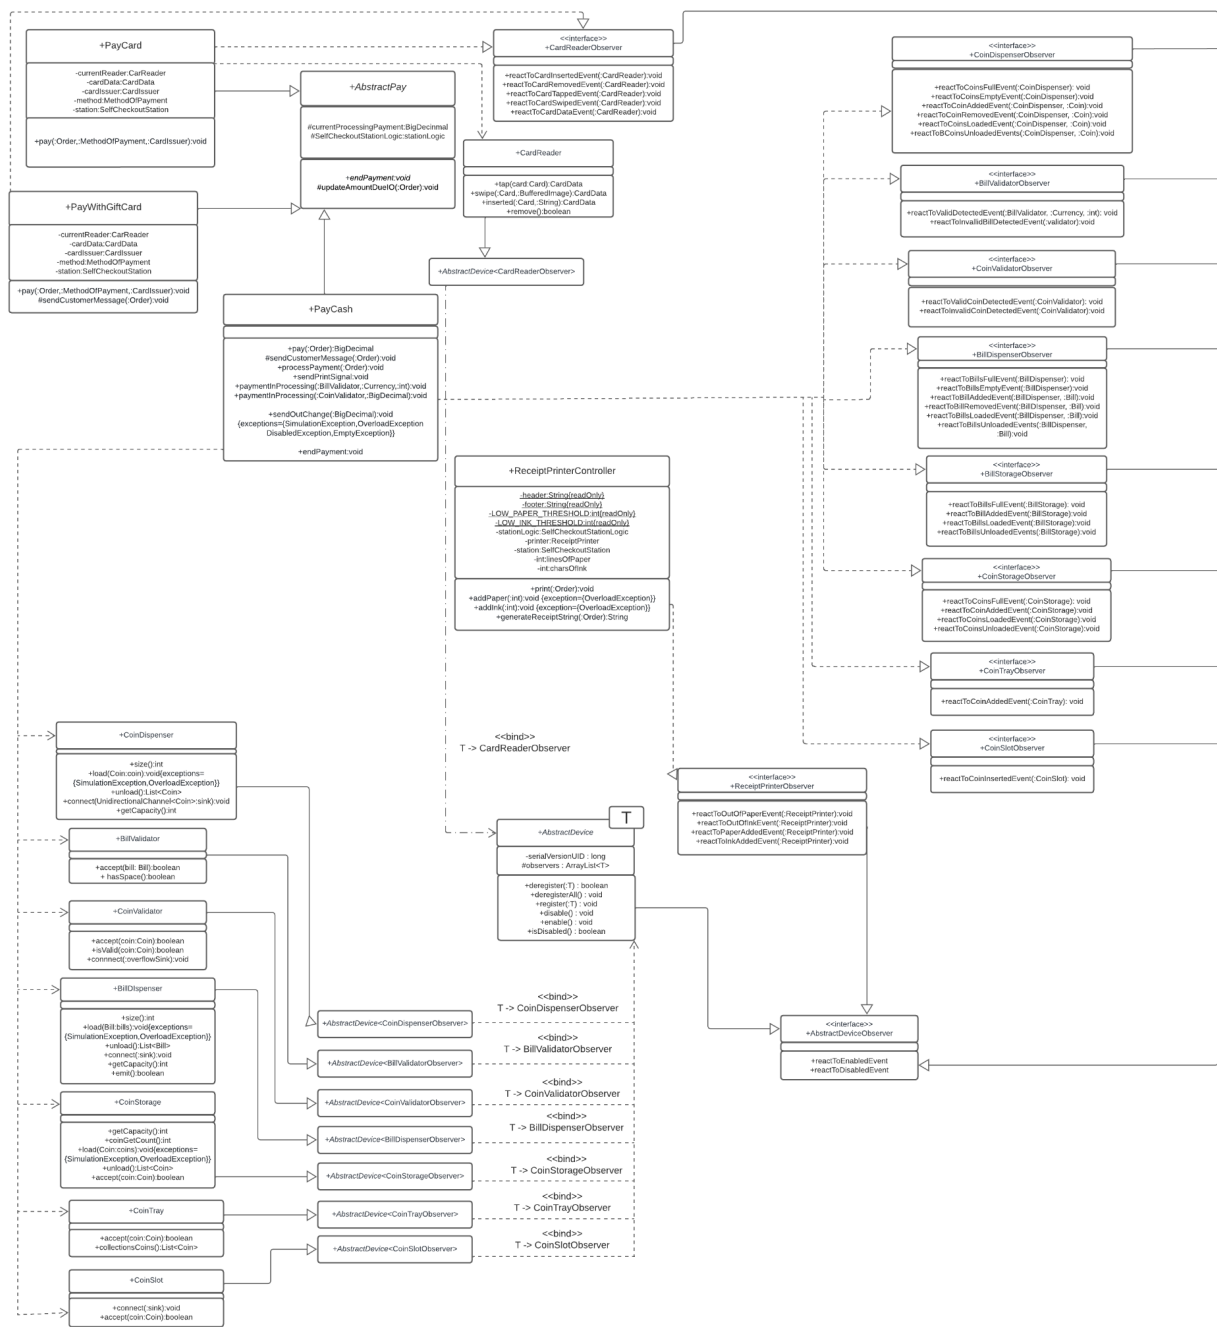 +PayCard
-currentReader:CarReader
-cardData:CardData
-cardIssuer:CardIssuer
-method:MethodOfPayment
-station:SelfCheckoutStation
+pay(:Order,:MethodOfPayment,:CardIssuer):void
+AbstractPay
#currentProcessingPayment:BigDecinmal
#SelfCheckoutStationLogic:stationLogic
+endPayment:void
#updateAmountDueIO(:Order):void
<<interface>>
+CardReaderObserver
+reactToCardInsertedEvent(:CardReader):void
+reactToCardRemovedEvent(:CardReader):void
+reactToCardTappedEvent(:CardReader):void
+reactToCardSwipedEvent(:CardReader):void
+reactToCardDataEvent(:CardReader):void
+CardReader
+tap(card:Card):CardData
+swipe(:Card,:BufferedImage):CardData
+inserted(:Card,:String):CardData
+remove():boolean
+AbstractDevice<CardReaderObserver>
+PayWithGiftCard
-currentReader:CarReader
-cardData:CardData
-cardIssuer:CardIssuer
-method:MethodOfPayment
-station:SelfCheckoutStation
+pay(:Order,:MethodOfPayment,:CardIssuer):void
#sendCustomerMessage(:Order):void
+PayCash
+pay(:Order):BigDecimal
#sendCustomerMessage(:Order):void
+processPayment(:Order):void
+sendPrintSignal:void
+paymentInProcessing(:BillValidator,:Currency,:int):void
+paymentInProcessing(:CoinValidator,:BigDecimal):void
+sendOutChange(:BigDecimal):void
{exceptions={SimulationException,OverloadException
DisabledException,EmptyException}}
+endPayment:void
<<interface>>
+CoinDispenserObserver
+reactToCoinsFullEvent(:CoinDispenser):void
+reactToCoinsEmptyEvent(:CoinDispenser):void
+reactToCoinAddedEvent(:CoinDispenser, :Coin):void
+reactToCoinRemovedEvent(:CoinDispenser, :Coin):void
+reactToCoinsLoadedEvent(:CoinDispenser, :Coin):void
+reactToBCoinsUnloadedEvents(:CoinDispenser, :Coin):void
<<interface>>
+BillValidatorObserver
+reactToValidDetectedEvent(:BillValidator, :Currency, :int): void
+reactToInvallidBillDetectedEvent(:validator):void
<<interface>>
+CoinValidatorObserver
+reactToValidCoinDetectedEvent(:CoinValidator): void
+reactToInvalidCoinDetectedEvent(:CoinValidator):void
<<interface>>
+BillDispenserObserver
+reactToBillsFullEvent(:BillDispenser): void
+reactToBillsEmptyEvent(:BillDispenser):void
+reactToBillAddedEvent(:BillDispenser, :Bill):void
+reactToBillRemovedEvent(:BillDIspenser, :Bill):void
+reactToBillsLoadedEvent(:BillDispenser, :Bill):void
+reactToBillsUnloadedEvents(:BillDispenser,
:Bill):void
<<interface>>
+BillStorageObserver
+reactToBillsFullEvent(:BillStorage): void
+reactToBillAddedEvent(:BillStorage):void
+reactToBillsLoadedEvent(:BillStorage):void
+reactToBillsUnloadedEvents(:BillStorage):void
<<interface>>
+CoinStorageObserver
+reactToCoinsFullEvent(:CoinStorage): void
+reactToCoinAddedEvent(:CoinStorage):void
+reactToCoinsLoadedEvent(:CoinStorage):void
+reactToCoinsUnloadedEvent(:CoinStorage):void
<<interface>>
+CoinTrayObserver
+reactToCoinAddedEvent(:CoinTray): void
<<interface>>
+CoinSlotObserver
+reactToCoinInsertedEvent(:CoinSlot): void
+ReceiptPrinterController
-header:String{readOnly}
-footer:String{readOnly}
-LOW_PAPER_THRESHOLD:int{readOnly}
-LOW_INK_THRESHOLD:int{readOnly}
-stationLogic:SelfCheckoutStationLogic
-printer:ReceiptPrinter
-station:SelfCheckoutStation
-int:linesOfPaper
-int:charsOfInk
+print(:Order):void
+addPaper(:int):void {exception={OverloadException}}
+addInk(:int):void {exception={OverloadException}}
+generateReceiptString(:Order):String
<<bind>>
T -> CardReaderObserver
<<interface>>
+ReceiptPrinterObserver
+reactToOutOfPaperEvent(:ReceiptPrinter):void
+reactToOutOfInkEvent(:ReceiptPrinter):void
+reactToPaperAddedEvent(:ReceiptPrinter):void
+reactToInkAddedEvent(:ReceiptPrinter):void
T
+AbstractDevice
-serialVersionUID : long
#observers : ArrayList<T>
+deregister(:T) : boolean
+deregisterAll() : void
+register(:T) : void
+disable() : void
+enable() : void
+isDisabled() : boolean
<<interface>>
+AbstractDeviceObserver
+reactToEnabledEvent
+reactToDisabledEvent
+CoinDispenser
+size():int
+load(Coin:coin):void{exceptions=
{SimulationException,OverloadException}}
+unload():List<Coin>
+connect(UnidirectionalChannel<Coin>:sink):void
+getCapacity():int
+BillValidator
+accept(bill: Bill):boolean
+ hasSpace():boolean
+CoinValidator
+accept(coin:Coin):boolean
+isValid(coin:Coin):boolean
+connnect(:overflowSink):void
+BillDIspenser
+size():int
+load(Bill:bills):void{exceptions=
{SimulationException,OverloadException}}
+unload():List<Bill>
+connect(:sink):void
+getCapacity():int
+emit():boolean
+CoinStorage
+getCapacity():int
+coinGetCount():int
+load(Coin:coins):void{exceptions=
{SimulationException,OverloadException}}
+unload():List<Coin>
+accept(coin:Coin):boolean
+CoinTray
+accept(coin:Coin):boolean
+collectionsCoins():List<Coin>
+CoinSlot
+connect(:sink):void
+accept(coin:Coin):boolean
+AbstractDevice<CoinDispenserObserver>
+AbstractDevice<BillValidatorObserver>
+AbstractDevice<CoinValidatorObserver>
+AbstractDevice<BillDispenserObserver>
+AbstractDevice<CoinStorageObserver>
+AbstractDevice<CoinTrayObserver>
+AbstractDevice<CoinSlotObserver>
<<bind>>
T -> CoinDispenserObserver
<<bind>>
T -> BillValidatorObserver
<<bind>>
T -> CoinValidatorObserver
<<bind>>
T -> BillDispenserObserver
<<bind>>
T -> CoinStorageObserver
<<bind>>
T -> CoinTrayObserver
<<bind>>
T -> CoinSlotObserver